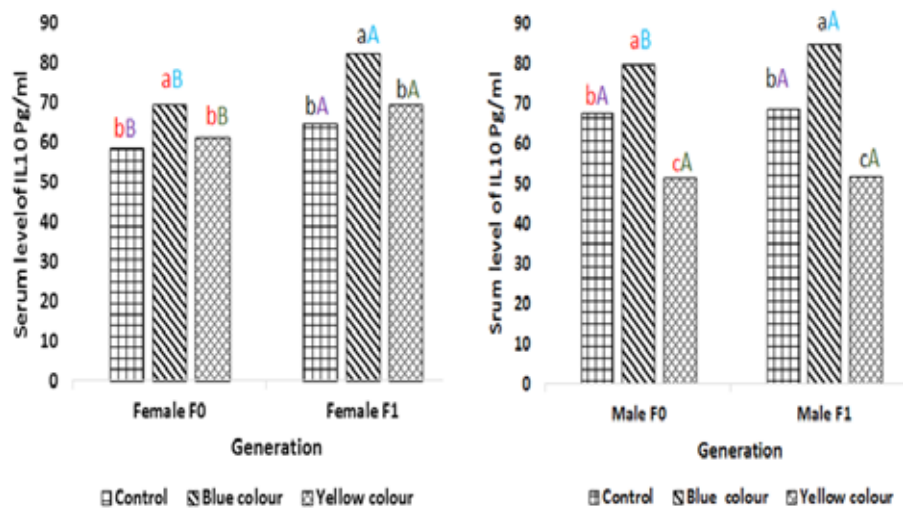 Serum level of IL10 Pg/ml
90
80
70
60
50
40
30
20
10
0
bB
aB
bB
bA
aA
bA
Female F0
Female F1
Generation
Control
Blue colour
Yellow colour
Srum level of IL10 Pg/ml
90
80
70
60
50
40
30
20
10
0
bA
aB
cA
bA
aA
cA
Male F0
Male F1
Generation
Control
Blue colour
Yellow colour